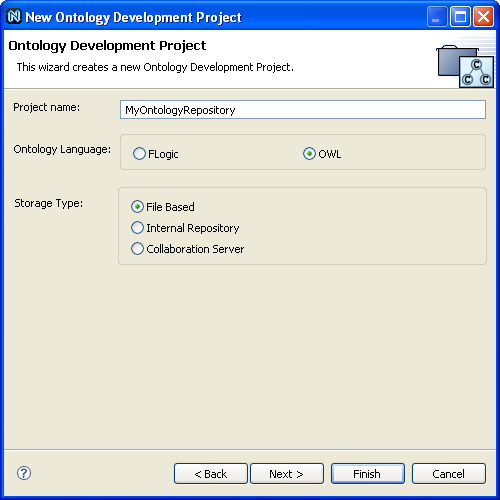 New Ontology Development Project
Ontology Development Project
This wizard creates a new Ontology Development Project.
C
C C
Project name: MyOntologyRepository
Ontology Language: FLogic OWL
Storage Type: File Based
Internal Repository
Collaboration Server
? < Back Next > Finish Cancel